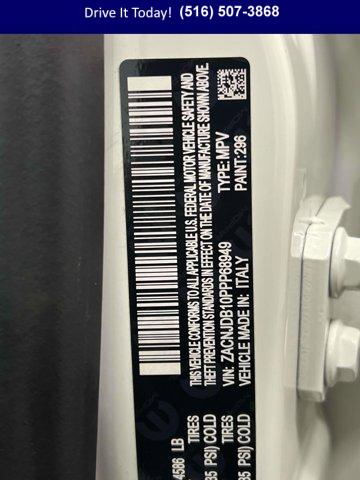 Drive It Today! (516) 507-3868
THIS VEHICLE CONFORMS TO ALL APPLICABLE U.S. FEDERAL MOTOR VEHICLE SAFETY AND
THEFT PREVENTION STANDARDS IN EFFECT ON THE DATE OF MANUFACTURE SHOWN ABOVE.
VIN: ZACNJDB10PPP68949 TYPE: MPV
VEHICLE MADE IN: ITALY PAINT: 296
4586 LB
TIRES
TIRES
35 PSI) COLD
35 PSI) COLD